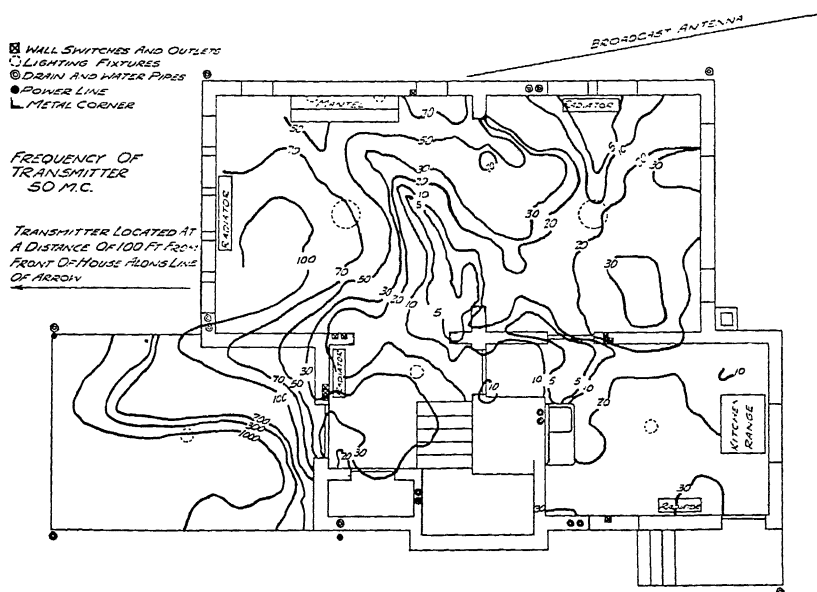 BROADCAST ANTENNA
WALL SWITCHES AND OUTLETS
LIGHTING FIXTURES
DRAIN AND WATER PIPES
POWER LINE
METAL CORNER
FREQUENCY OF
TRANSMITTER
50 M.C.
TRANSMITTER LOCATED AT
A DISTANCE OF 100 FT FROM
FRONT OF HOUSE ALONG LINE
OF ARROW
MANTEL
RADIATOR
RADIATOR
RADIATOR
KITCHEN
RANGE
RADIATOR
50
70
70
50
30
20
10
5
30
20
20
30
30
100
70
50
30
20
10
5
30
70
50
100
10
10
5
5
10
20
10
200
300
1000
20
30
30
30